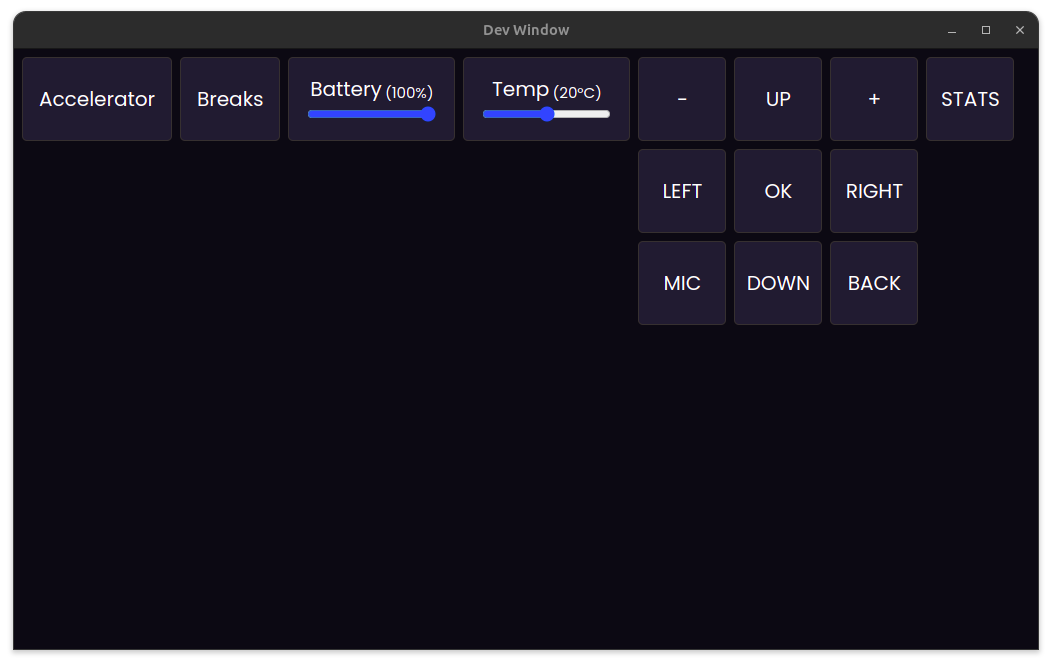 Dev Window
Accelerator
Breaks
Battery (100%)
Temp (20ºC)
-
UP
+
STATS
LEFT
OK
RIGHT
MIC
DOWN
BACK